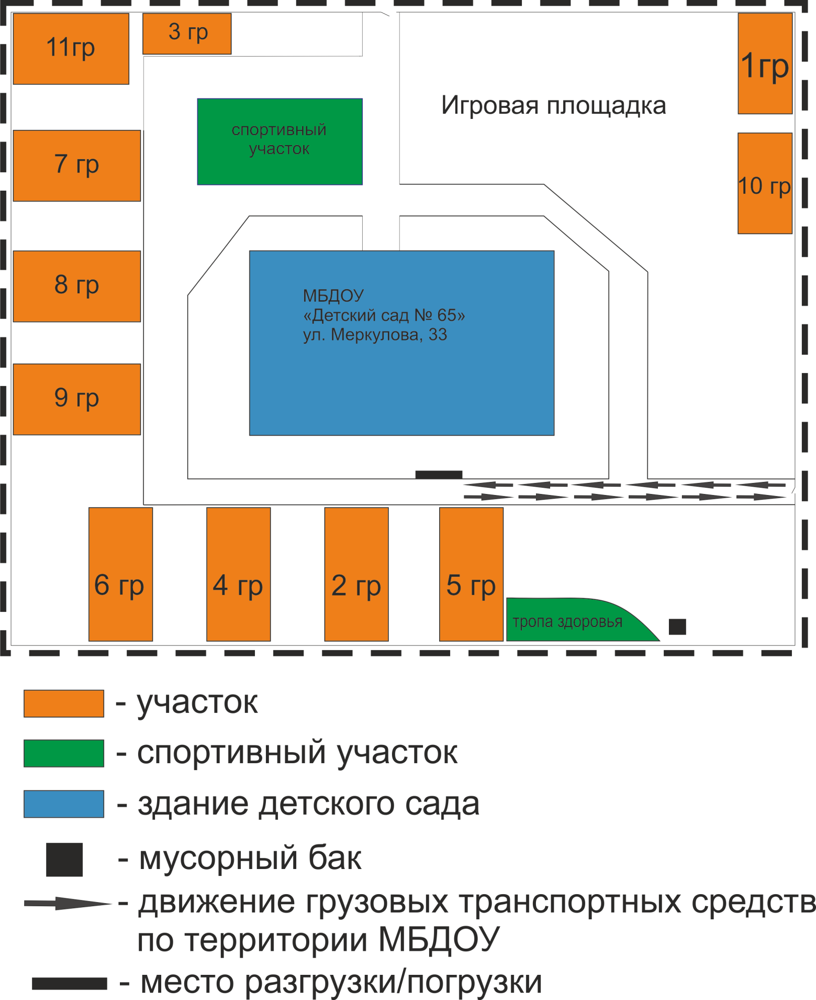 11гр
3 гр
1гр
Игровая площадка
спортивный
участок
7 гр
10 гр
8 гр
МБДОУ
«Детский сад № 65»
ул. Меркулова, 33
9 гр
6 гр
4 гр
2 гр
5 гр
тропа здоровья
- участок
- спортивный участок
- здание детского сада
- мусорный бак
- движение грузовых транспортных средств
по территории МБДОУ
- место разгрузки/погрузки